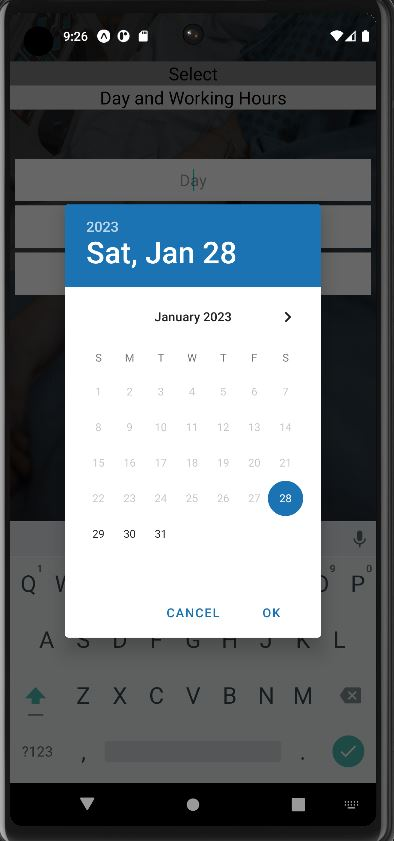 9:26
Select
Day and Working Hours
Day
2023
Sat, Jan 28
January 2023
S M T W T F S
1 2 3 4 5 6 7
8 9 10 11 12 13 14
15 16 17 18 19 20 21
22 23 24 25 26 27 28
29 30 31
CANCEL OK
1 9 0
Q W O P
A S D F G H J K L
Z X C V B N M
?123 , .